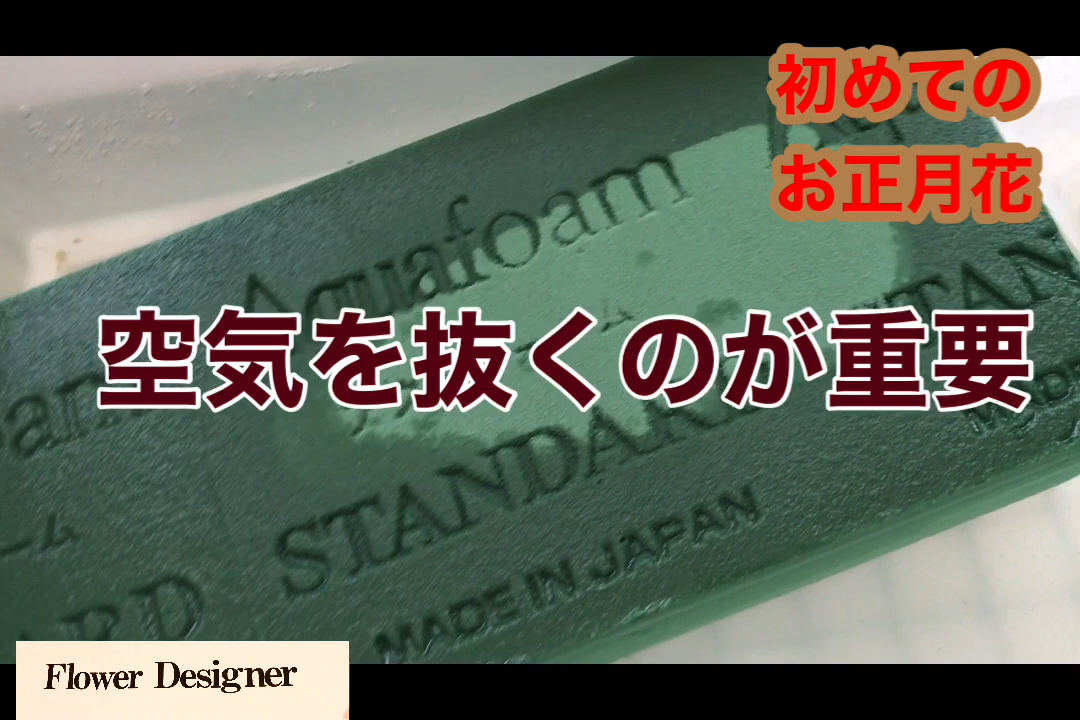 初めての
お正月花
Aquafoam
空気を抜くのが重要
STANDARD
MADE IN JAPAN
Flower Designer